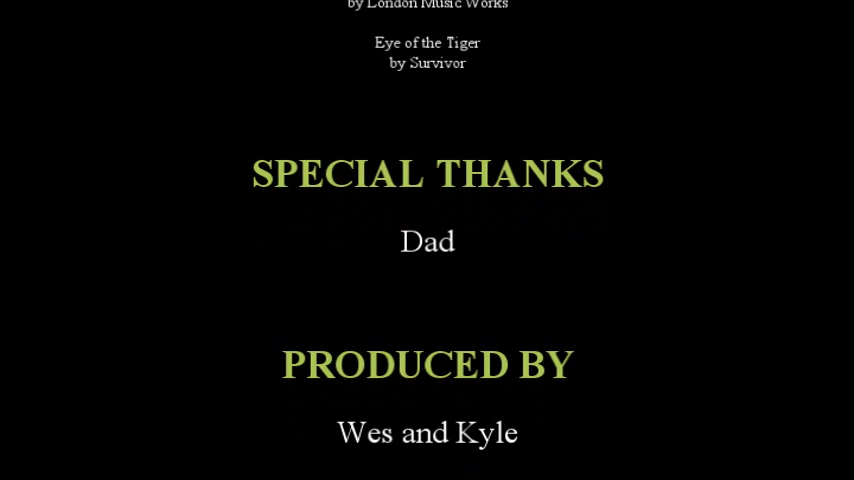 by London Music Works
Eye of the Tiger
by Survivor
SPECIAL THANKS
Dad
PRODUCED BY
Wes and Kyle